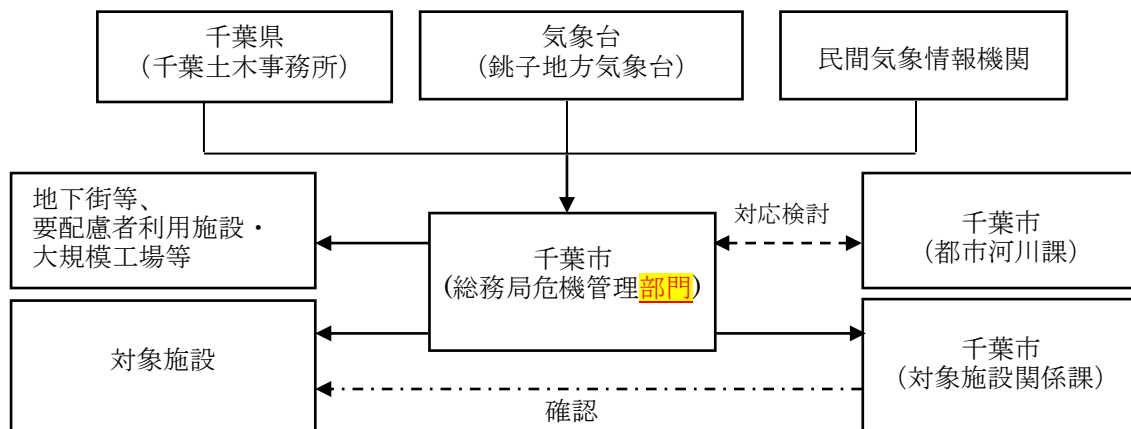 千葉県
（千葉土木事務所）
気象台
（銚子地方気象台）
民間気象情報機関
地下街等、
要配慮者利用施設・
大規模工場等
千葉市
(総務局危機管理部門)
対応検討
千葉市
（都市河川課）
対象施設
千葉市
（対象施設関係課）
確認